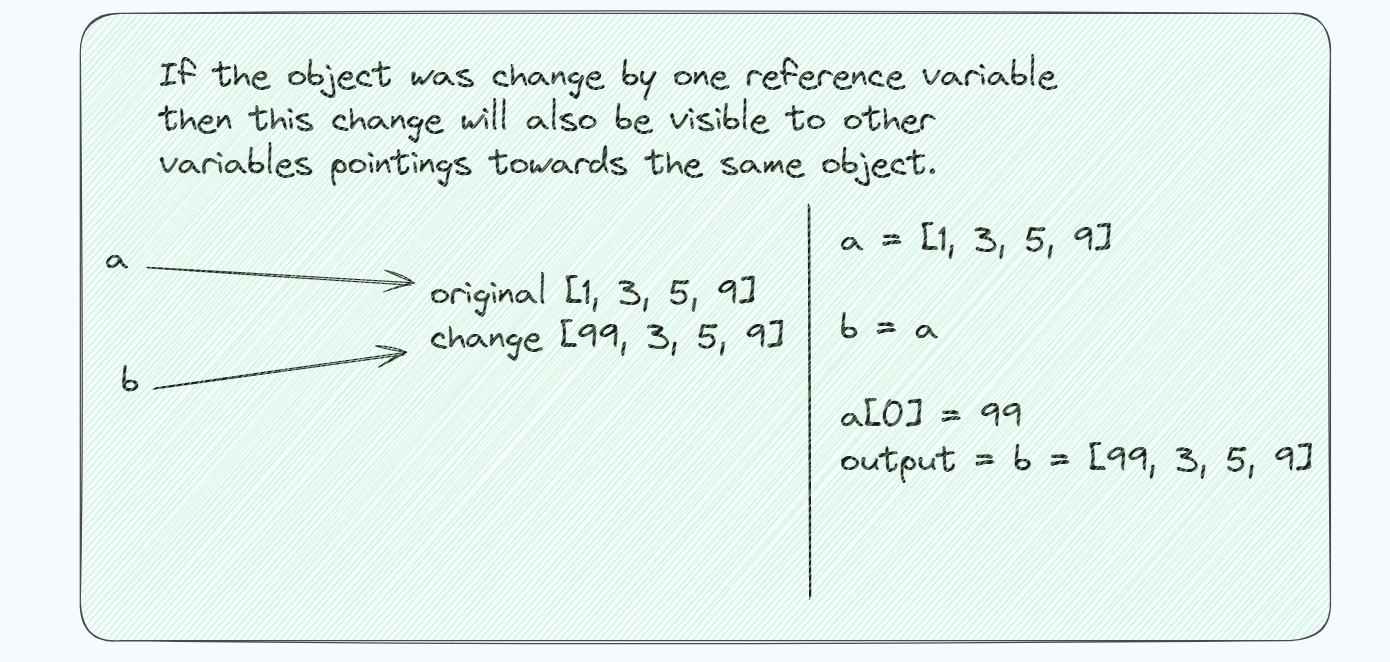 If the object was change by one reference variable
then this change will also be visible to other
variables pointings towards the same object.
a
original [1, 3, 5, 9]
change [99, 3, 5, 9]
b
a = [1, 3, 5, 9]
b = a
a[0] = 99
output = b = [99, 3, 5, 9]